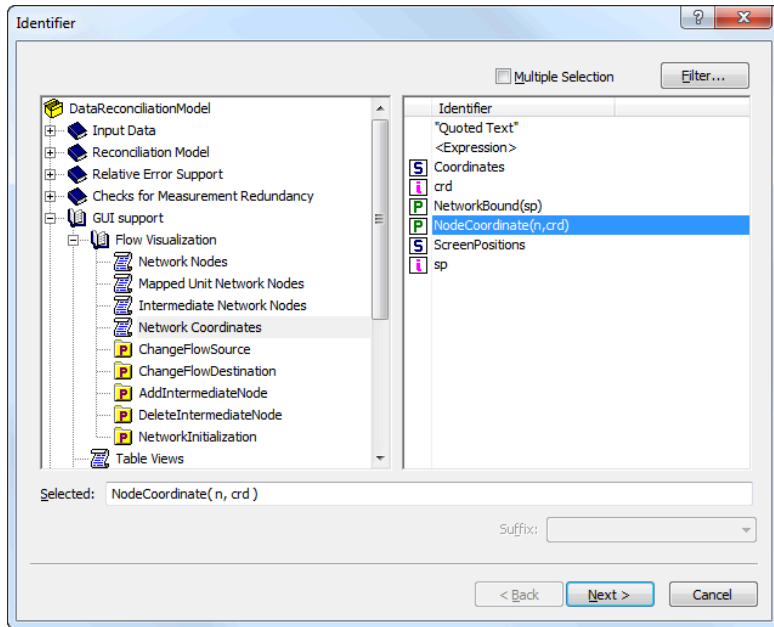 Identifier
Multiple Selection
Filter...
DataReconciliationModel
Input Data
Reconciliation Model
Relative Error Support
Checks for Measurement Redundancy
GUI support
Flow Visualization
Network Nodes
Mapped Unit Network Nodes
Intermediate Network Nodes
Network Coordinates
P ChangeFlowSource
P ChangeFlowDestination
P AddIntermediateNode
P DeleteIntermediateNode
P NetworkInitialization
Table Views
Identifier
"Quoted Text"
<Expression>
S Coordinates
i crd
P NetworkBound(sp)
P NodeCoordinate(n,crd)
S ScreenPositions
i sp
Selected: NodeCoordinate( n, crd )
Suffix:
< Back Next > Cancel